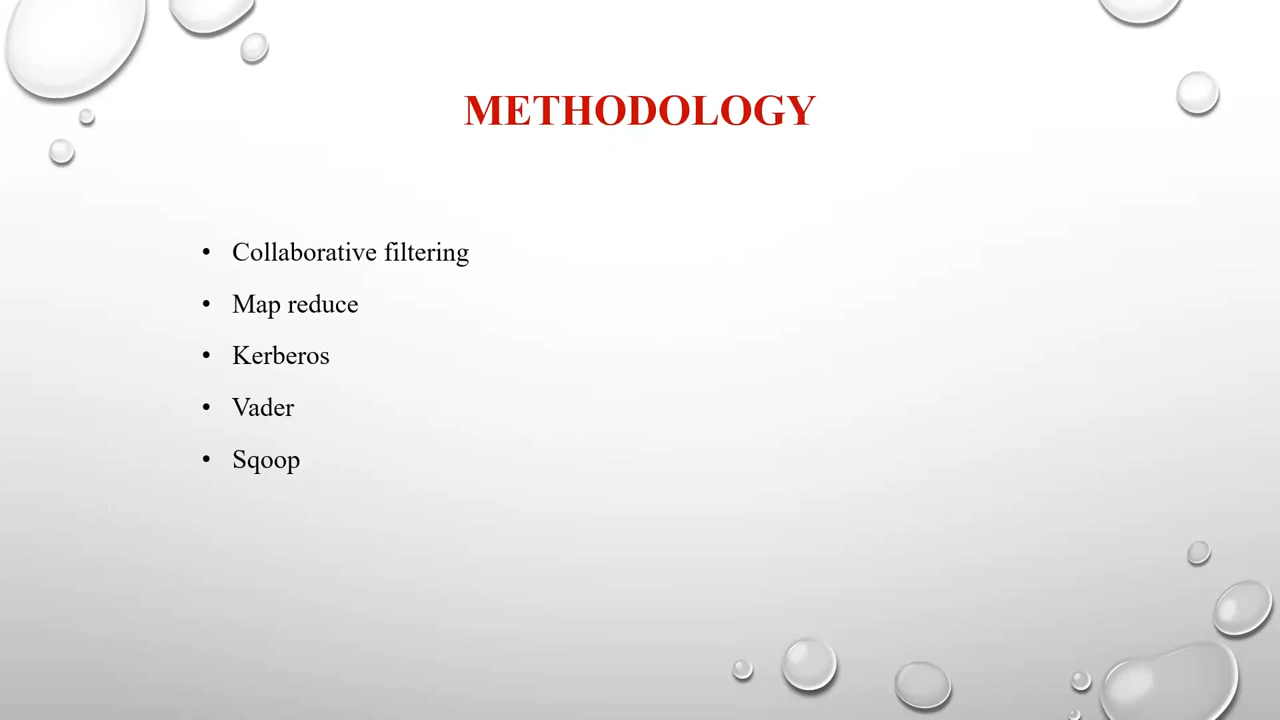 METHODOLOGY
• Collaborative filtering
• Map reduce
• Kerberos
• Vader
• Sqoop